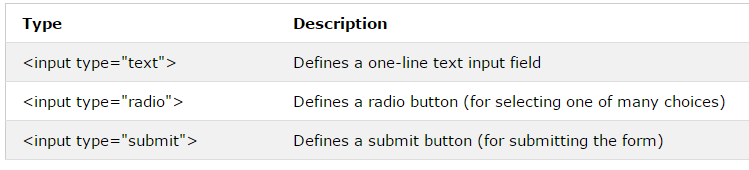 Type Description
<input type="text"> Defines a one-line text input field
<input type="radio"> Defines a radio button (for selecting one of many choices)
<input type="submit"> Defines a submit button (for submitting the form)